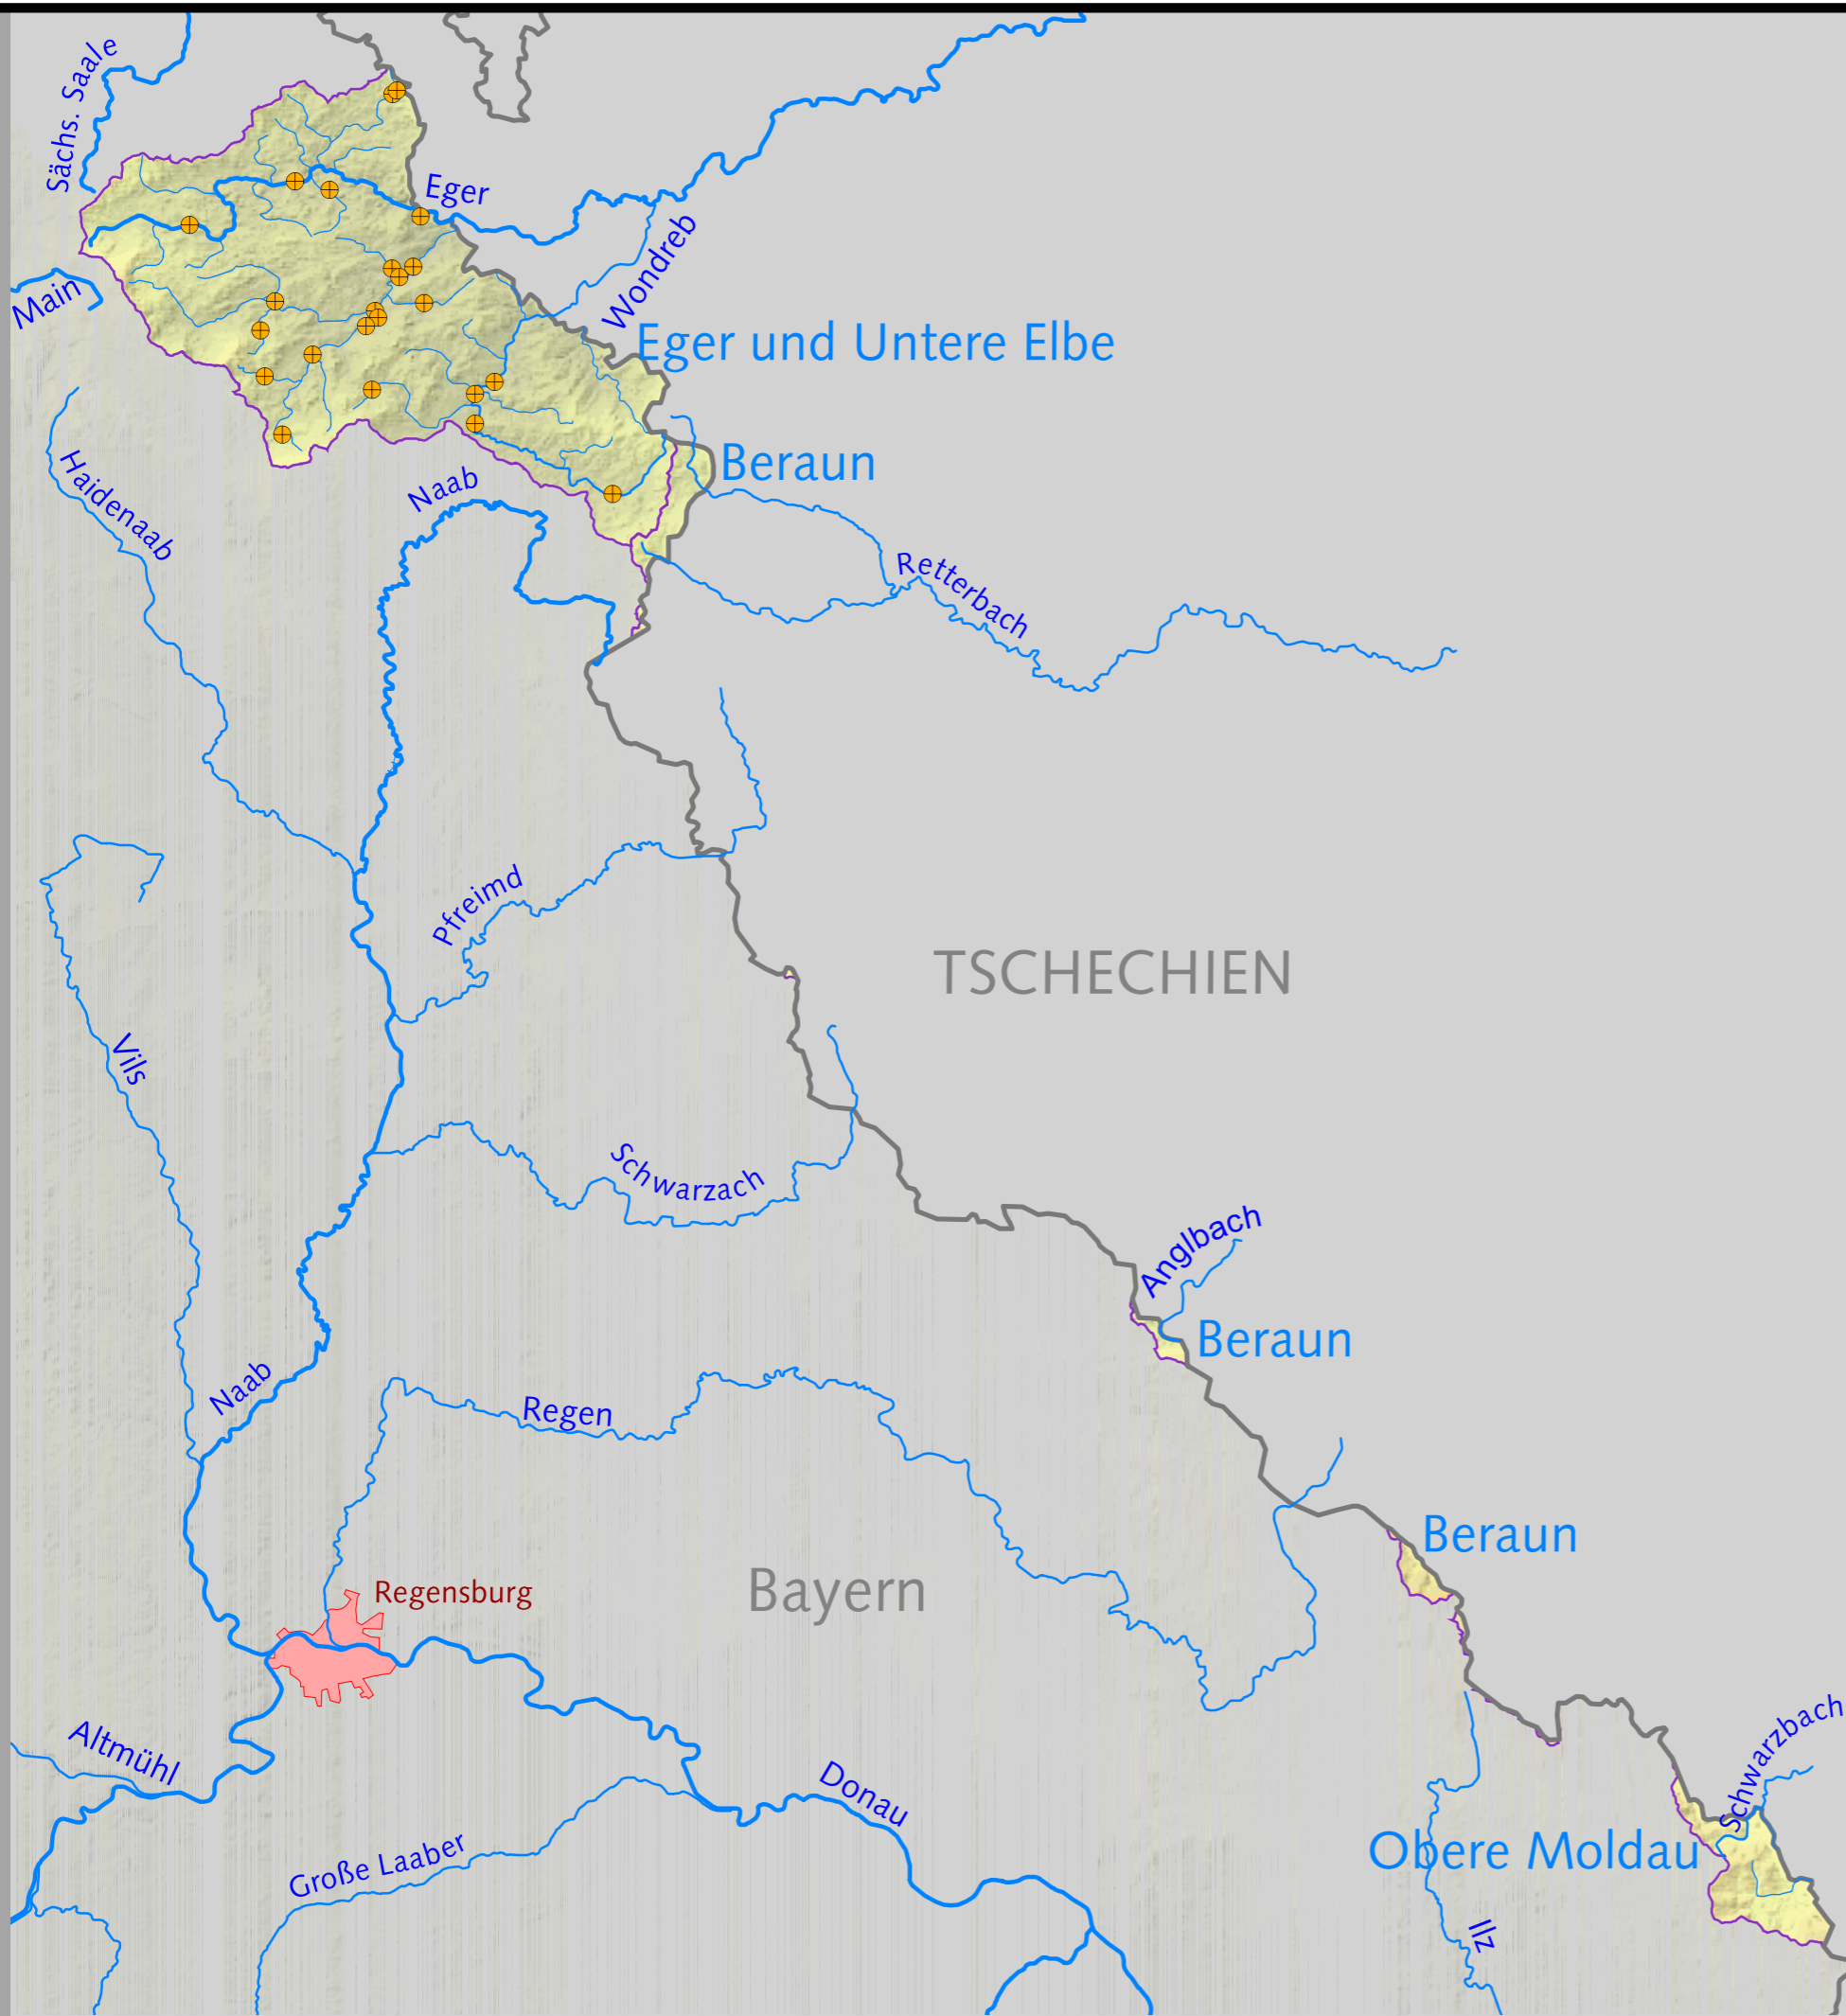 Sächs. Saale
Eger
Wondreb
Main
Eger und Untere Elbe
Beraun
Naab
Haidenaab
Retterbach
Pfreimd
TSCHECHIEN
Vils
Schwarzach
Anglbach
Beraun
Naab
Regen
Beraun
Regensburg
Bayern
Schwarzbach
Altmühl
Donau
Obere Moldau
Große Laaber
Ilz